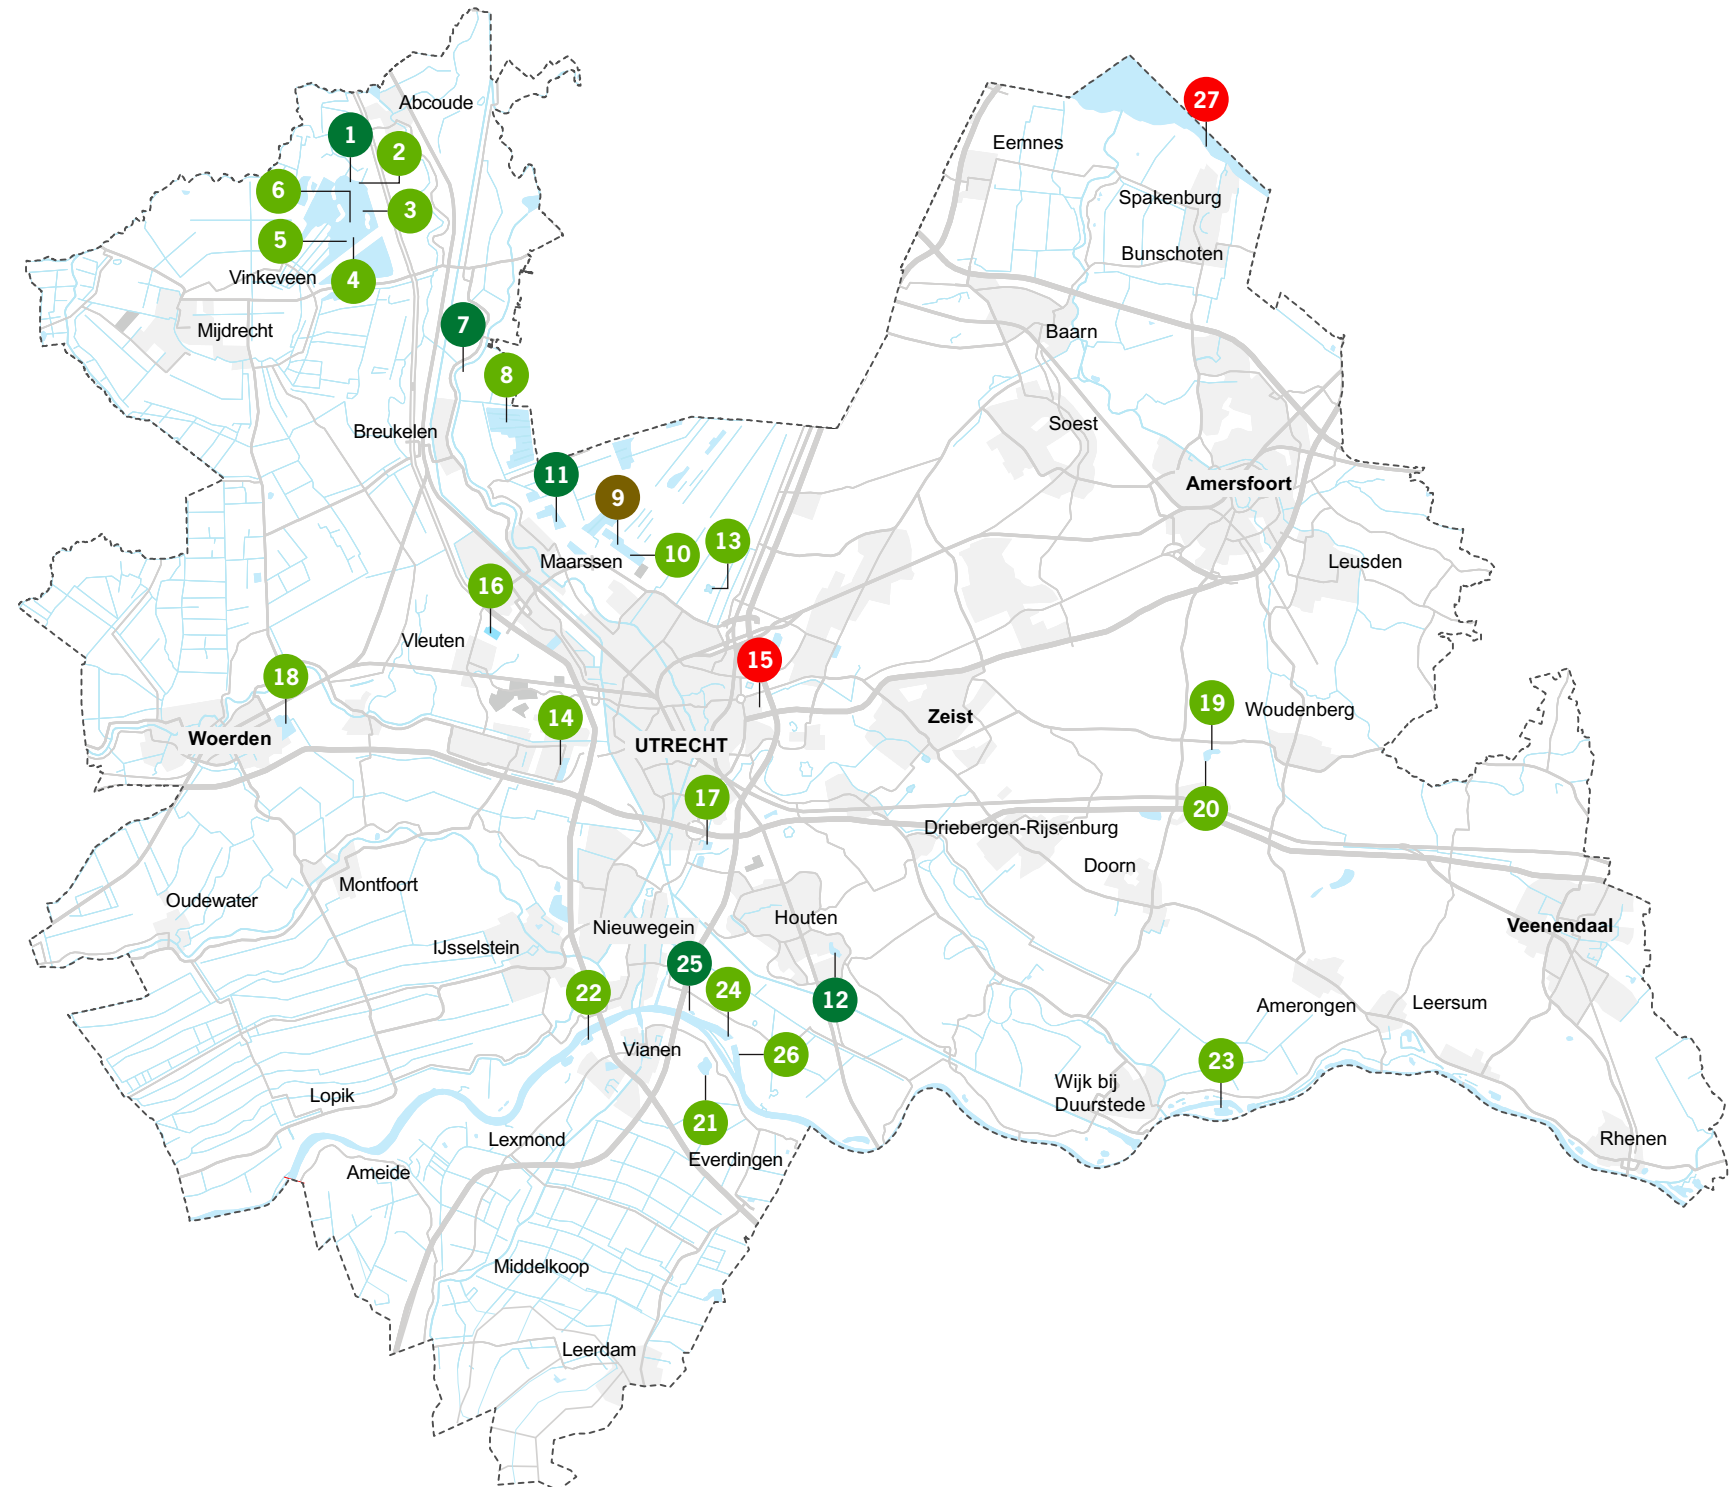 27
Abcoude
1
2
Eemnes
6
3
Spakenburg
5
Bunschoten
Vinkeveen
4
Mijdrecht
7
Baarn
8
Soest
Breukelen
11
9
Amersfoort
10
13
Maarssen
Leusden
16
Vleuten
15
18
19
14
Zeist
Woudenberg
Woerden
UTRECHT
17
20
Driebergen-Rijsenburg
Doorn
Montfoort
Oudewater
Houten
Nieuwegein
Veenendaal
IJsselstein
25
22
24
12
Amerongen
Leersum
Vianen
26
23
Wijk bij
Duurstede
Lopik
21
Lexmond
Rhenen
Everdingen
Ameide
Middelkoop
Leerdam